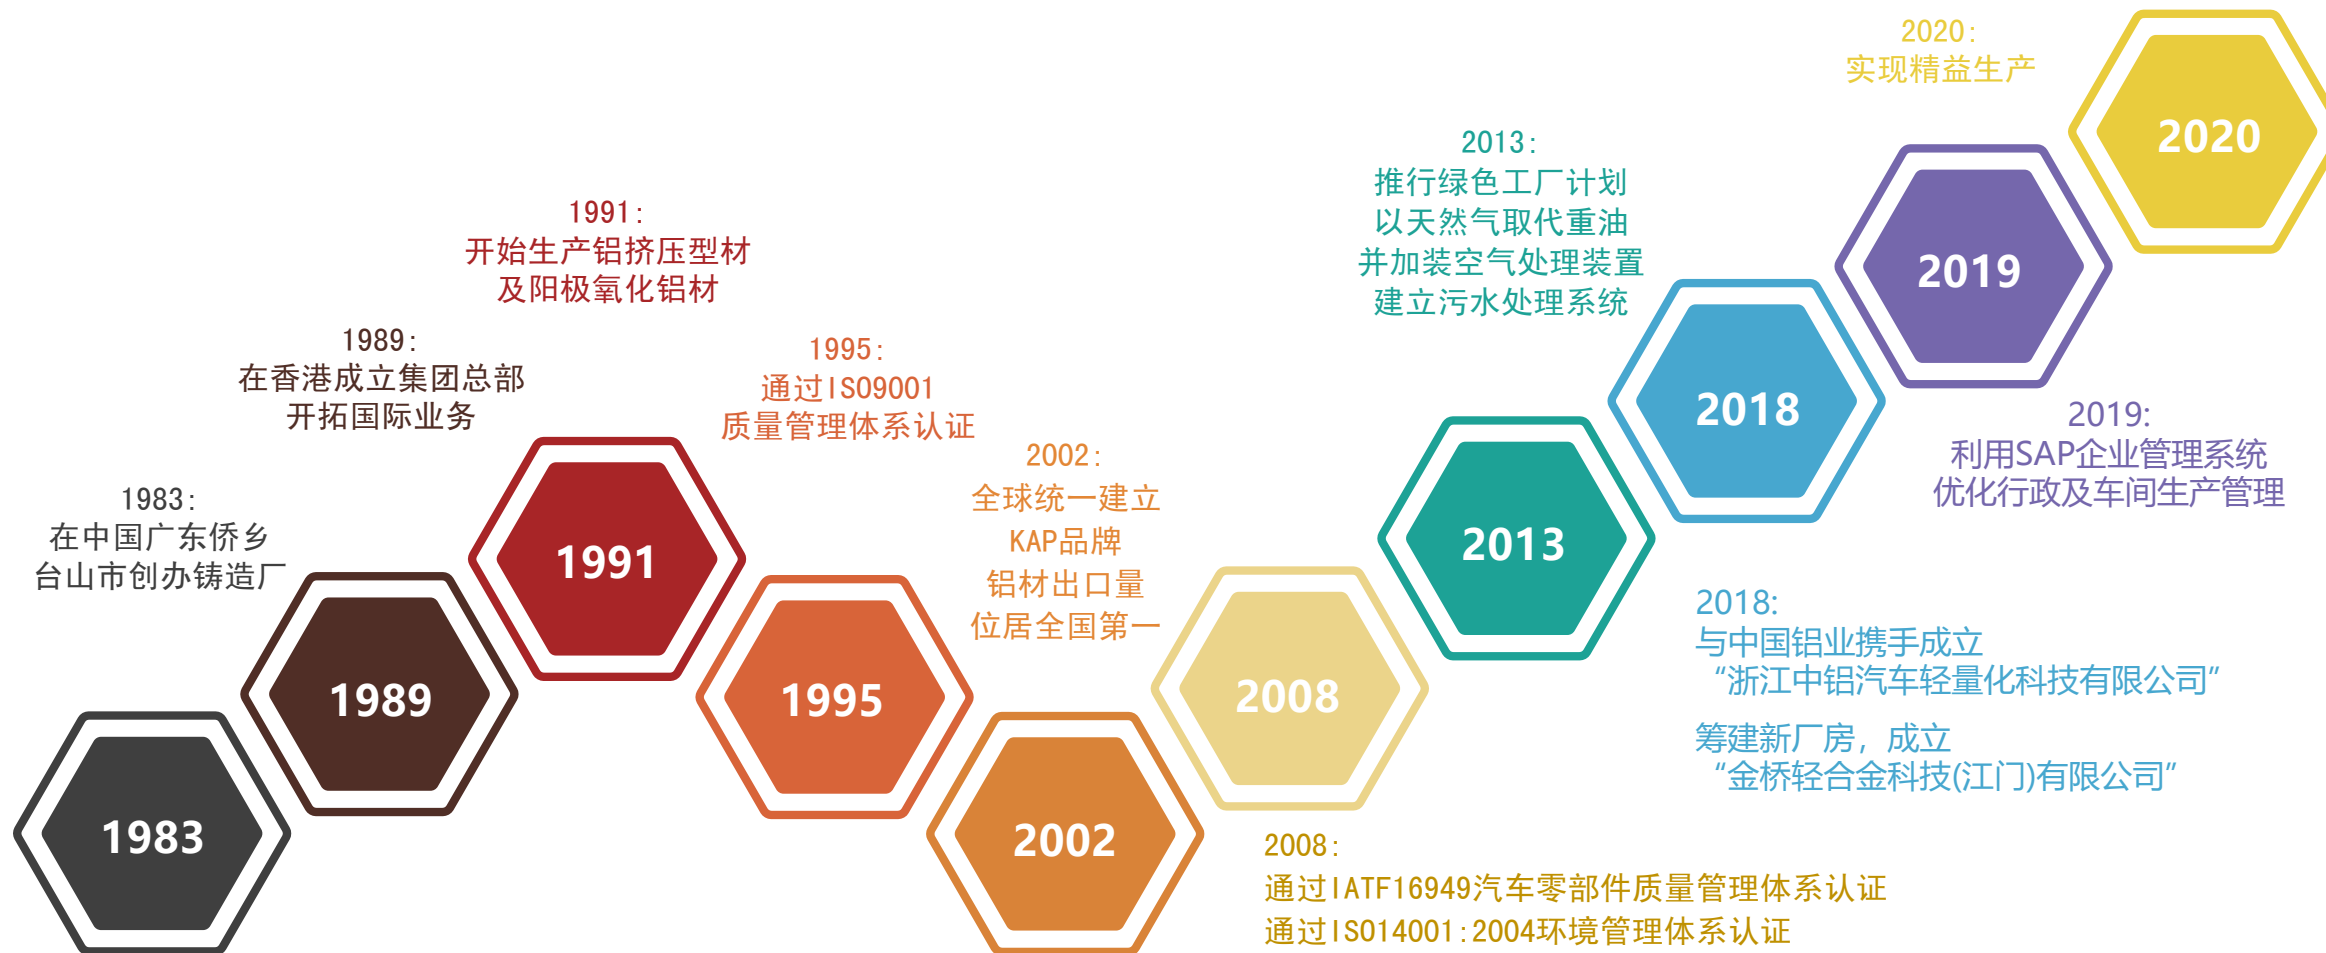 1983:
在中国广东侨乡
台山市创办铸造厂
1983
1989:
在香港成立集团总部
开拓国际业务
1989
1991:
开始生产铝挤压型材
及阳极氧化铝材
1991
1995:
通过ISO9001
质量管理体系认证
1995
2002:
全球统一建立
KAP品牌
铝材出口量
位居全国第一
2002
2008
2008:
通过IATF16949汽车零部件质量管理体系认证
通过ISO14001:2004环境管理体系认证
2013:
推行绿色工厂计划
以天然气取代重油
并加装空气处理装置
建立污水处理系统
2013
2018
2018:
与中国铝业携手成立
“浙江中铝汽车轻量化科技有限公司”
筹建新厂房，成立
“金桥轻合金科技(江门)有限公司”
2019
2019:
利用SAP企业管理系统
优化行政及车间生产管理
2020:
实现精益生产
2020